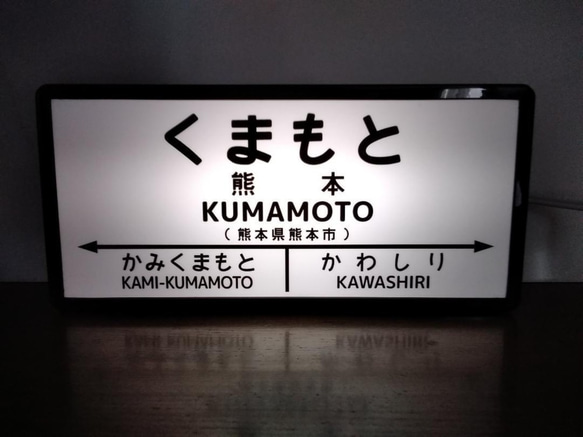 くまもと
熊 本
KUMAMOTO
（熊本県熊本市）
かみくまもと かわしり
KAMI-KUMAMOTO KAWASHIRI